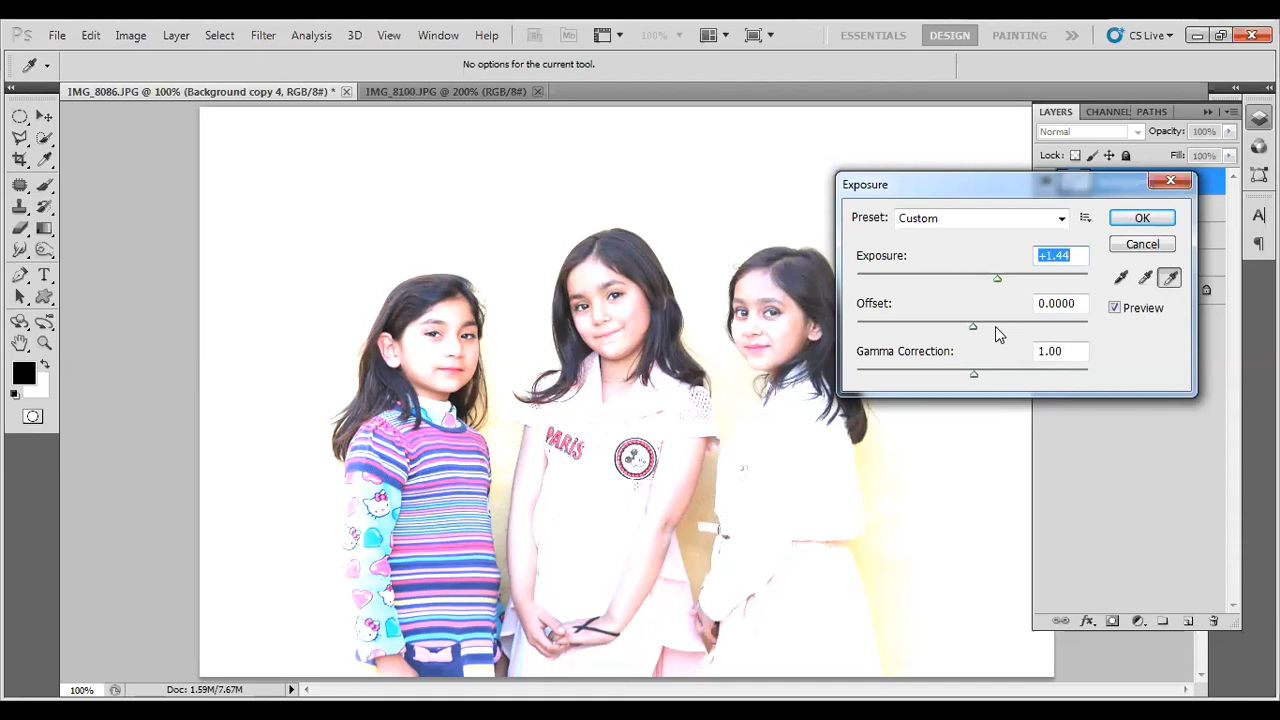 Ps File Edit Image Layer Select Filter Analysis 3D View Window Help Mb 100% ESSENTIALS DESIGN PAINTING CS Live
No options for the current tool.
IMG_8086.JPG @ 100% (Background copy 4, RGB/8#) * IMG_8100.JPG @ 200% (RGB/8#)
LAYERS CHANNEL PATHS
Normal Opacity: 100%
Lock: Fill: 100%
Exposure
Preset: Custom OK
Exposure: +1.44 Cancel
Offset: 0.0000 Preview
Gamma Correction: 1.00
PARIS
100% Doc: 1.59M/7.67M